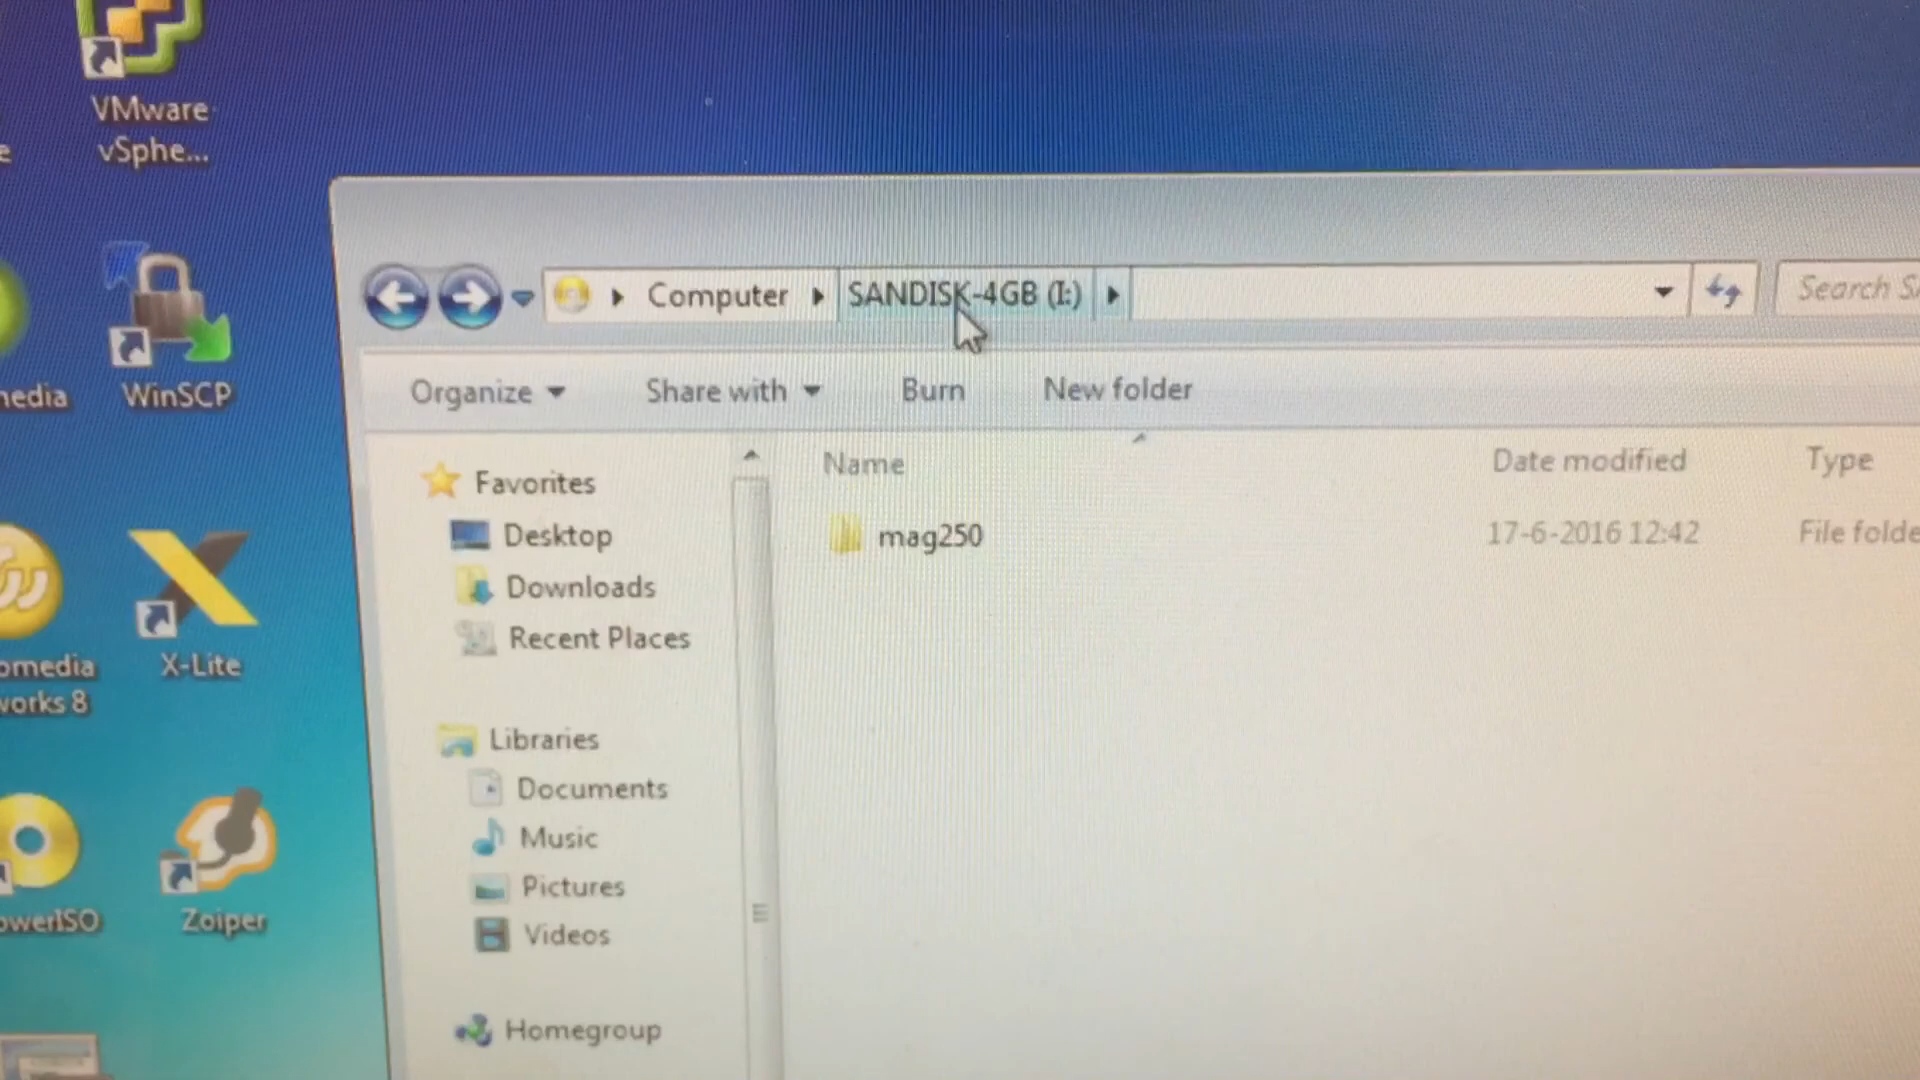 VMware
vSphe...
e
WinSCP
media
X-Lite
omedia
works 8
owerISO
Zoiper
Computer
SANDISK-4GB (I:)
Search S
Organize
Share with
Burn
New folder
Favorites
Desktop
Downloads
Recent Places
Libraries
Documents
Music
Pictures
Videos
Homegroup
Name
Date modified
Type
mag250
17-6-2016 12:42
File folde